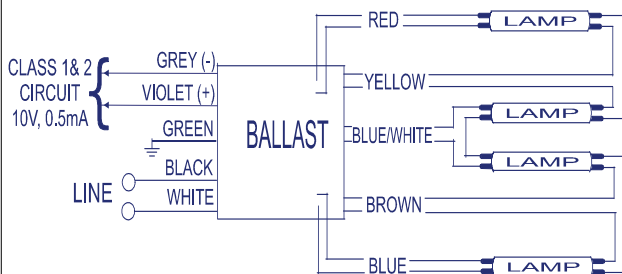 RED
LAMP
GREY (-)
CLASS 1& 2
CIRCUIT
10V, 0.5mA
VIOLET (+)
YELLOW
GREEN
BALLAST
BLUE/WHITE
LAMP
LAMP
BLACK
LINE
WHITE
BROWN
BLUE
LAMP